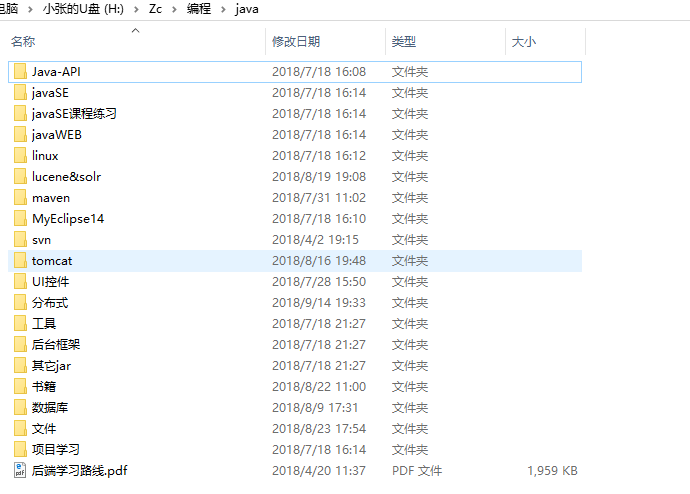 电脑 > 小张的U盘 (H:) > Zc > 编程 > java
名称 修改日期 类型 大小
Java-API 2018/7/18 16:08 文件夹
javaSE 2018/7/18 16:14 文件夹
javaSE课程练习 2018/7/18 16:14 文件夹
javaWEB 2018/7/18 16:14 文件夹
linux 2018/7/18 16:12 文件夹
lucene&solr 2018/8/19 19:08 文件夹
maven 2018/7/31 11:02 文件夹
MyEclipse14 2018/7/18 16:10 文件夹
svn 2018/4/2 19:15 文件夹
tomcat 2018/8/16 19:48 文件夹
UI控件 2018/7/28 15:50 文件夹
分布式 2018/9/14 19:33 文件夹
工具 2018/7/18 21:27 文件夹
后台框架 2018/7/18 21:27 文件夹
其它jar 2018/7/18 21:27 文件夹
书籍 2018/8/22 11:00 文件夹
数据库 2018/8/9 17:31 文件夹
文件 2018/8/23 17:54 文件夹
项目学习 2018/7/18 16:14 文件夹
后端学习路线.pdf 2018/4/20 11:37 PDF 文件 1,959 KB